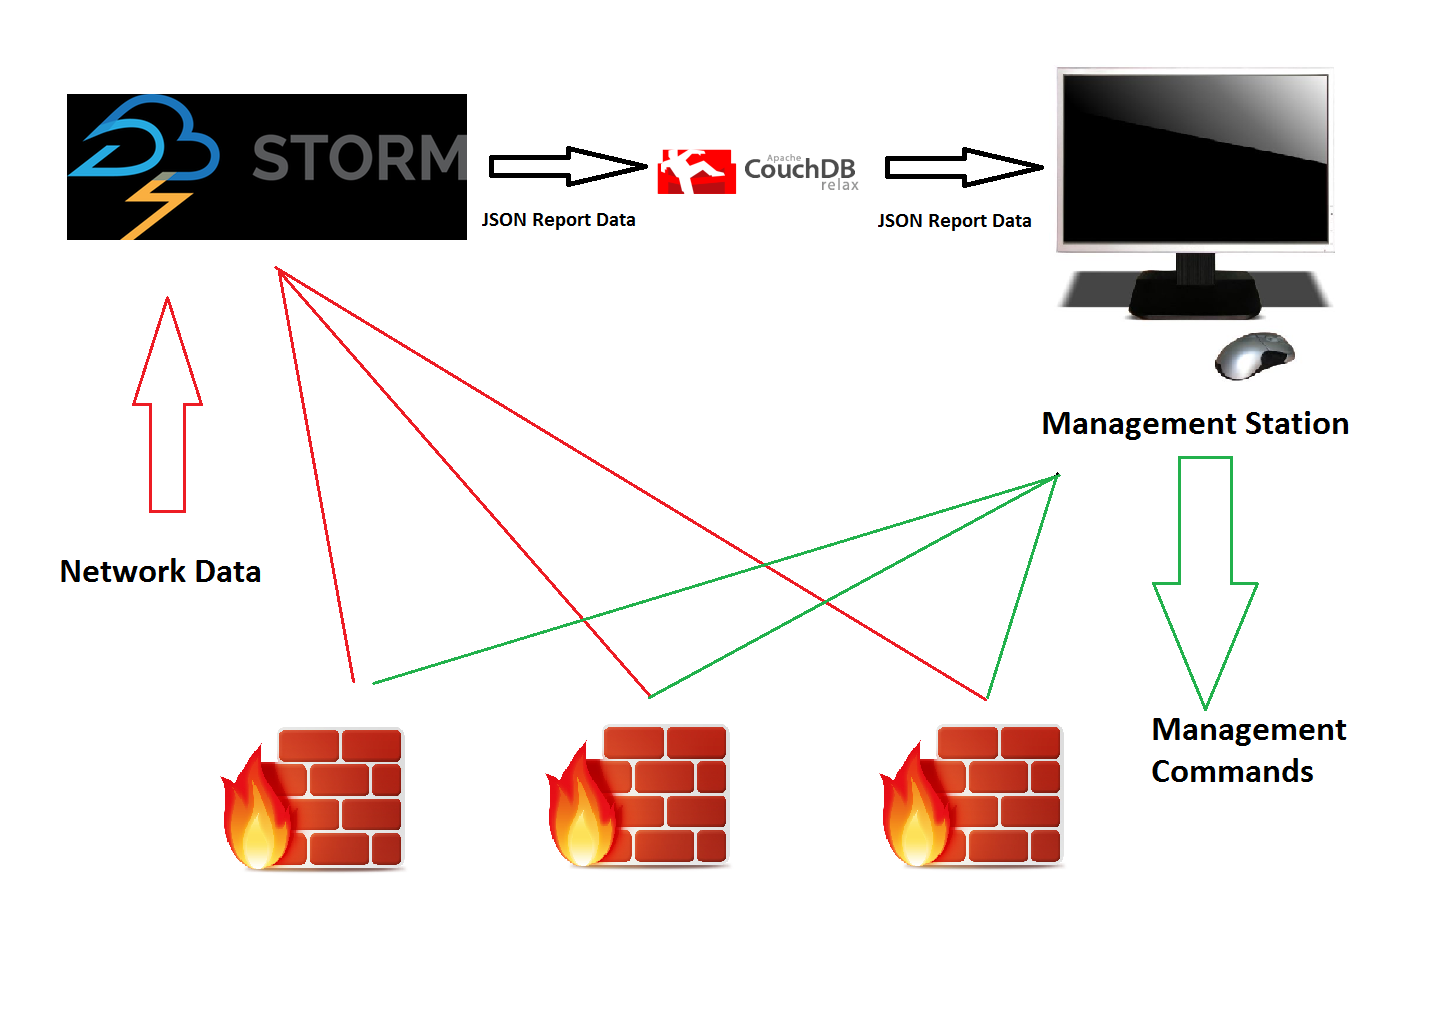 STORM
Apache
CouchDB
relax
JSON Report Data
JSON Report Data
Management Station
Network Data
Management
Commands